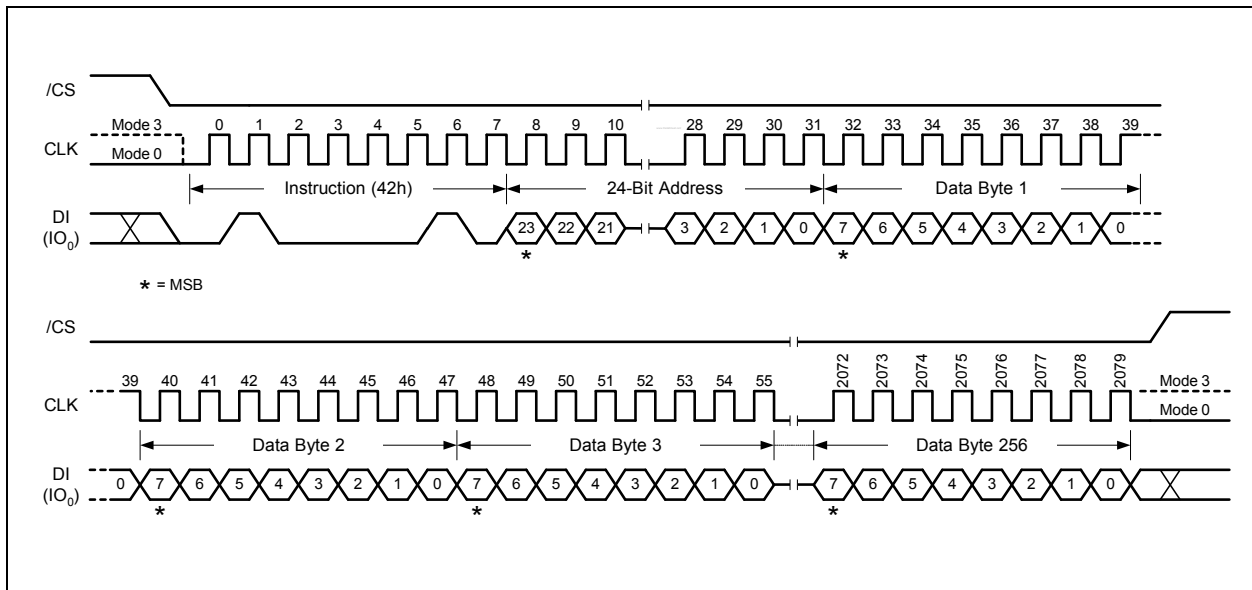 /CS
Mode 3 0 1 2 3 4 5 6 7 8 9 10 28 29 30 31 32 33 34 35 36 37 38 39
CLK Mode 0
Instruction (42h) 24-Bit Address Data Byte 1
DI
(IO0) 23 22 21 3 2 1 0 7 6 5 4 3 2 1 0
* *
* = MSB
/CS
39 40 41 42 43 44 45 46 47 48 49 50 51 52 53 54 55 2072 2073 2074 2075 2076 2077 2078 2079 Mode 3
CLK Mode 0
Data Byte 2 Data Byte 3 Data Byte 256
DI
(IO0) 0 7 6 5 4 3 2 1 0 7 6 5 4 3 2 1 0 7 6 5 4 3 2 1 0
* * *